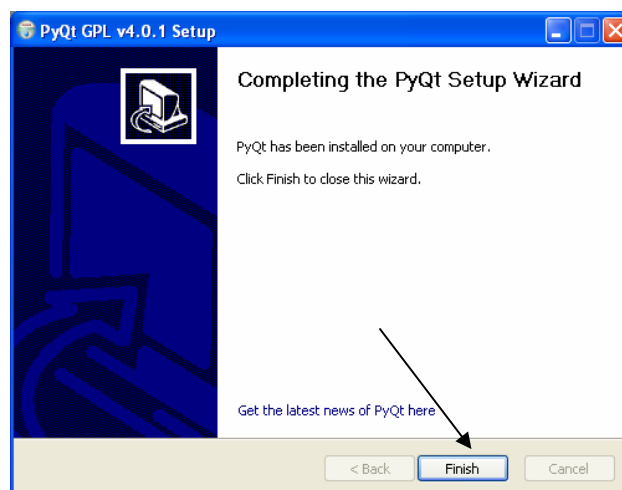 PyQt GPL v4.0.1 Setup
Completing the PyQt Setup Wizard
PyQt has been installed on your computer.
Click Finish to close this wizard.
Get the latest news of PyQt here
< Back Finish Cancel